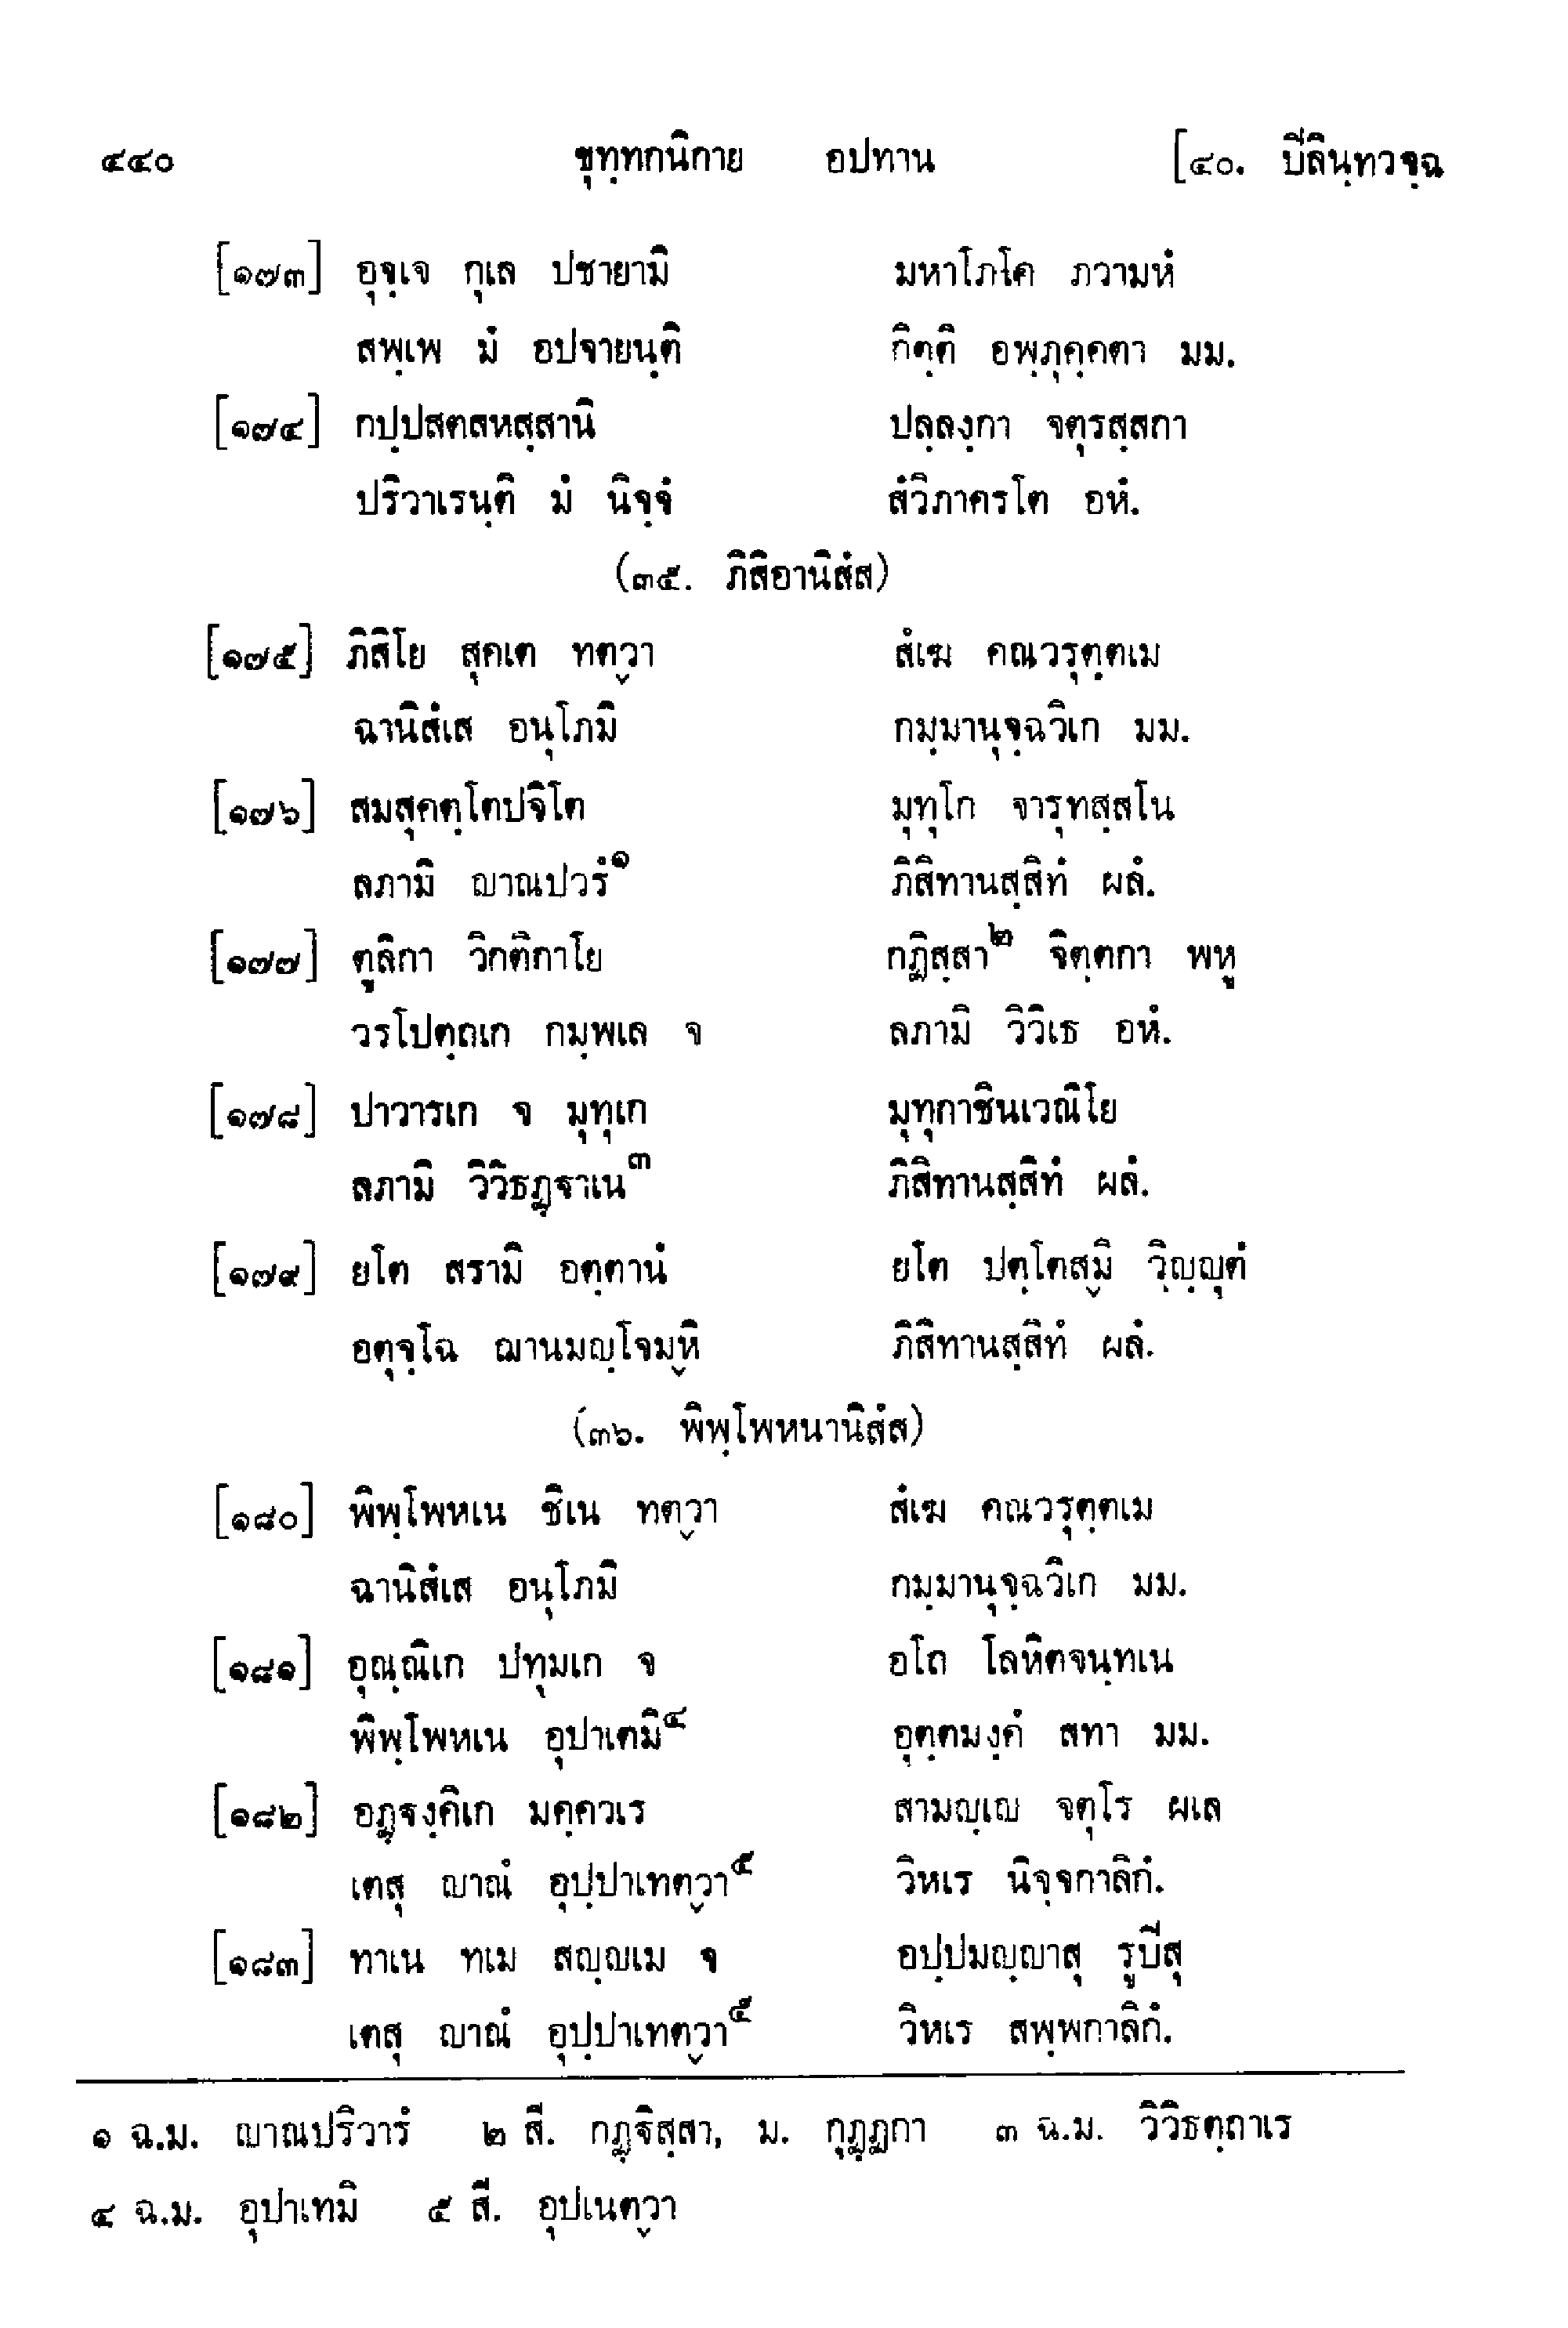 ๔๔๐ ขุทฺทกนิกาย อปทาน [๔๐. ปีลินฺทวจฺฉ
[๑๗๓] อุจฺเจ กุเล ปชายามิ มหาโภโค ภวามหํ
สพฺเพ มํ อปจายนฺติ กิตฺติ อพฺภุคฺคตา มม.
[๑๗๔] กปฺปสตสหสฺสานิ ปลฺลงฺกา จตุรสฺสกา
ปริวาเรนฺติ มํ นิจฺจํ สํวิภาครโต อหํ.
(๓๕. ภิสิอานิสํส)
[๑๗๕] ภิสิโย สุคเต ทตฺวา สํเฆ คณวรุตฺตเม
ฉานิสํเส อนุโภมิ กมฺมานุจฺฉวิเก มม.
[๑๗๖] สมสุคตฺโตปจิโต มุทุโก จารุทสฺสโน
ลภามิ ญาณปวรํ๑ ภิสิทานสฺสิทํ ผลํ.
[๑๗๗] ตูลิกา วิกติกาโย กฏิสฺสา๒ จิตฺตกา พหู
วรโปตฺถเก กมฺพเล จ ลภามิ วิวิเธ อหํ.
[๑๗๘] ปาวารเก จ มุทุเก มุทุกาชินเวณิโย
ลภามิ วิวิธฏฺฐาเน๓ ภิสิทานสฺสิทํ ผลํ.
[๑๗๙] ยโต สรามิ อตฺตานํ ยโต ปตฺโตสฺมิ วิญฺญุตํ
อตุจฺโฉ ฌานมญฺโจมฺหิ ภิสิทานสฺสิทํ ผลํ.
(๓๖. พิพฺโพหนานิสํส)
[๑๘๐] พิพฺโพหเน ชิเน ทตฺวา สํเฆ คณวรุตฺตเม
ฉานิสํเส อนุโภมิ กมฺมานุจฺฉวิเก มม.
[๑๘๑] อุณฺณิเก ปทุมเก จ อโถ โลหิตจนฺทเน
พิพฺโพหเน อุปาเตมิ๔ อุตฺตมงฺคํ สทา มม.
[๑๘๒] อฏฺฐงฺคิเก มคฺควเร สามญฺเญ จตุโร ผเล
เตสุ ญาณํ อุปฺปาเทตฺวา๕ วิหเร นิจฺจกาลิกํ.
[๑๘๓] ทาเน ทเม สญฺญเม จ อปฺปมญฺญาสุ รูปีสุ
เตสุ ญาณํ อุปฺปาเทตฺวา๕ วิหเร สพฺพกาลิกํ.
๑ ฉ.ม. ญาณปริวารํ ๒ สี. กฏฺฐิสฺสา, ม. กุฏฺฏกา ๓ ฉ.ม. วิวิธตฺถาเร
๔ ฉ.ม. อุปาเทมิ ๕ สี. อุปเนตฺวา